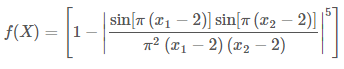 f(X) = [1 − |sin[π (x₁ − 2)] sin[π (x₂ − 2)] / π² (x₁ − 2) (x₂ − 2)|⁵]